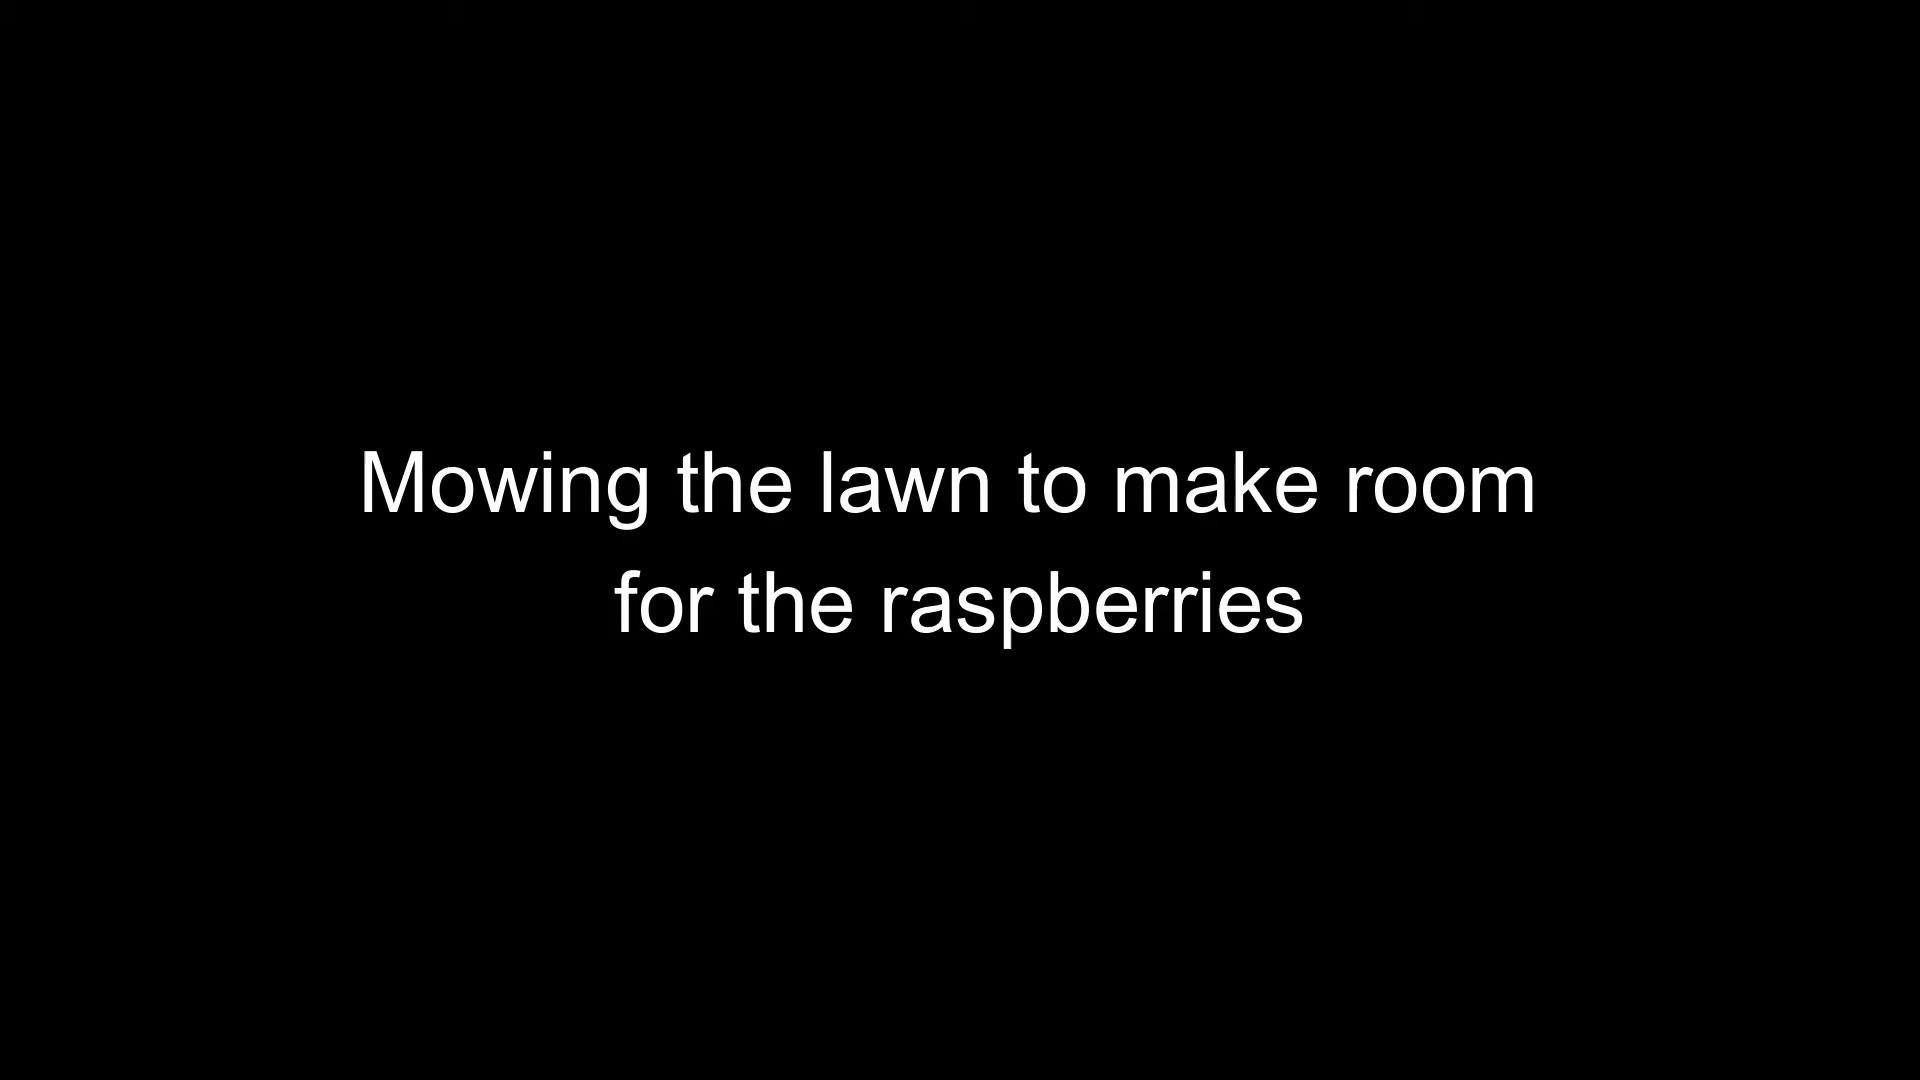 Mowing the lawn to make room
for the raspberries